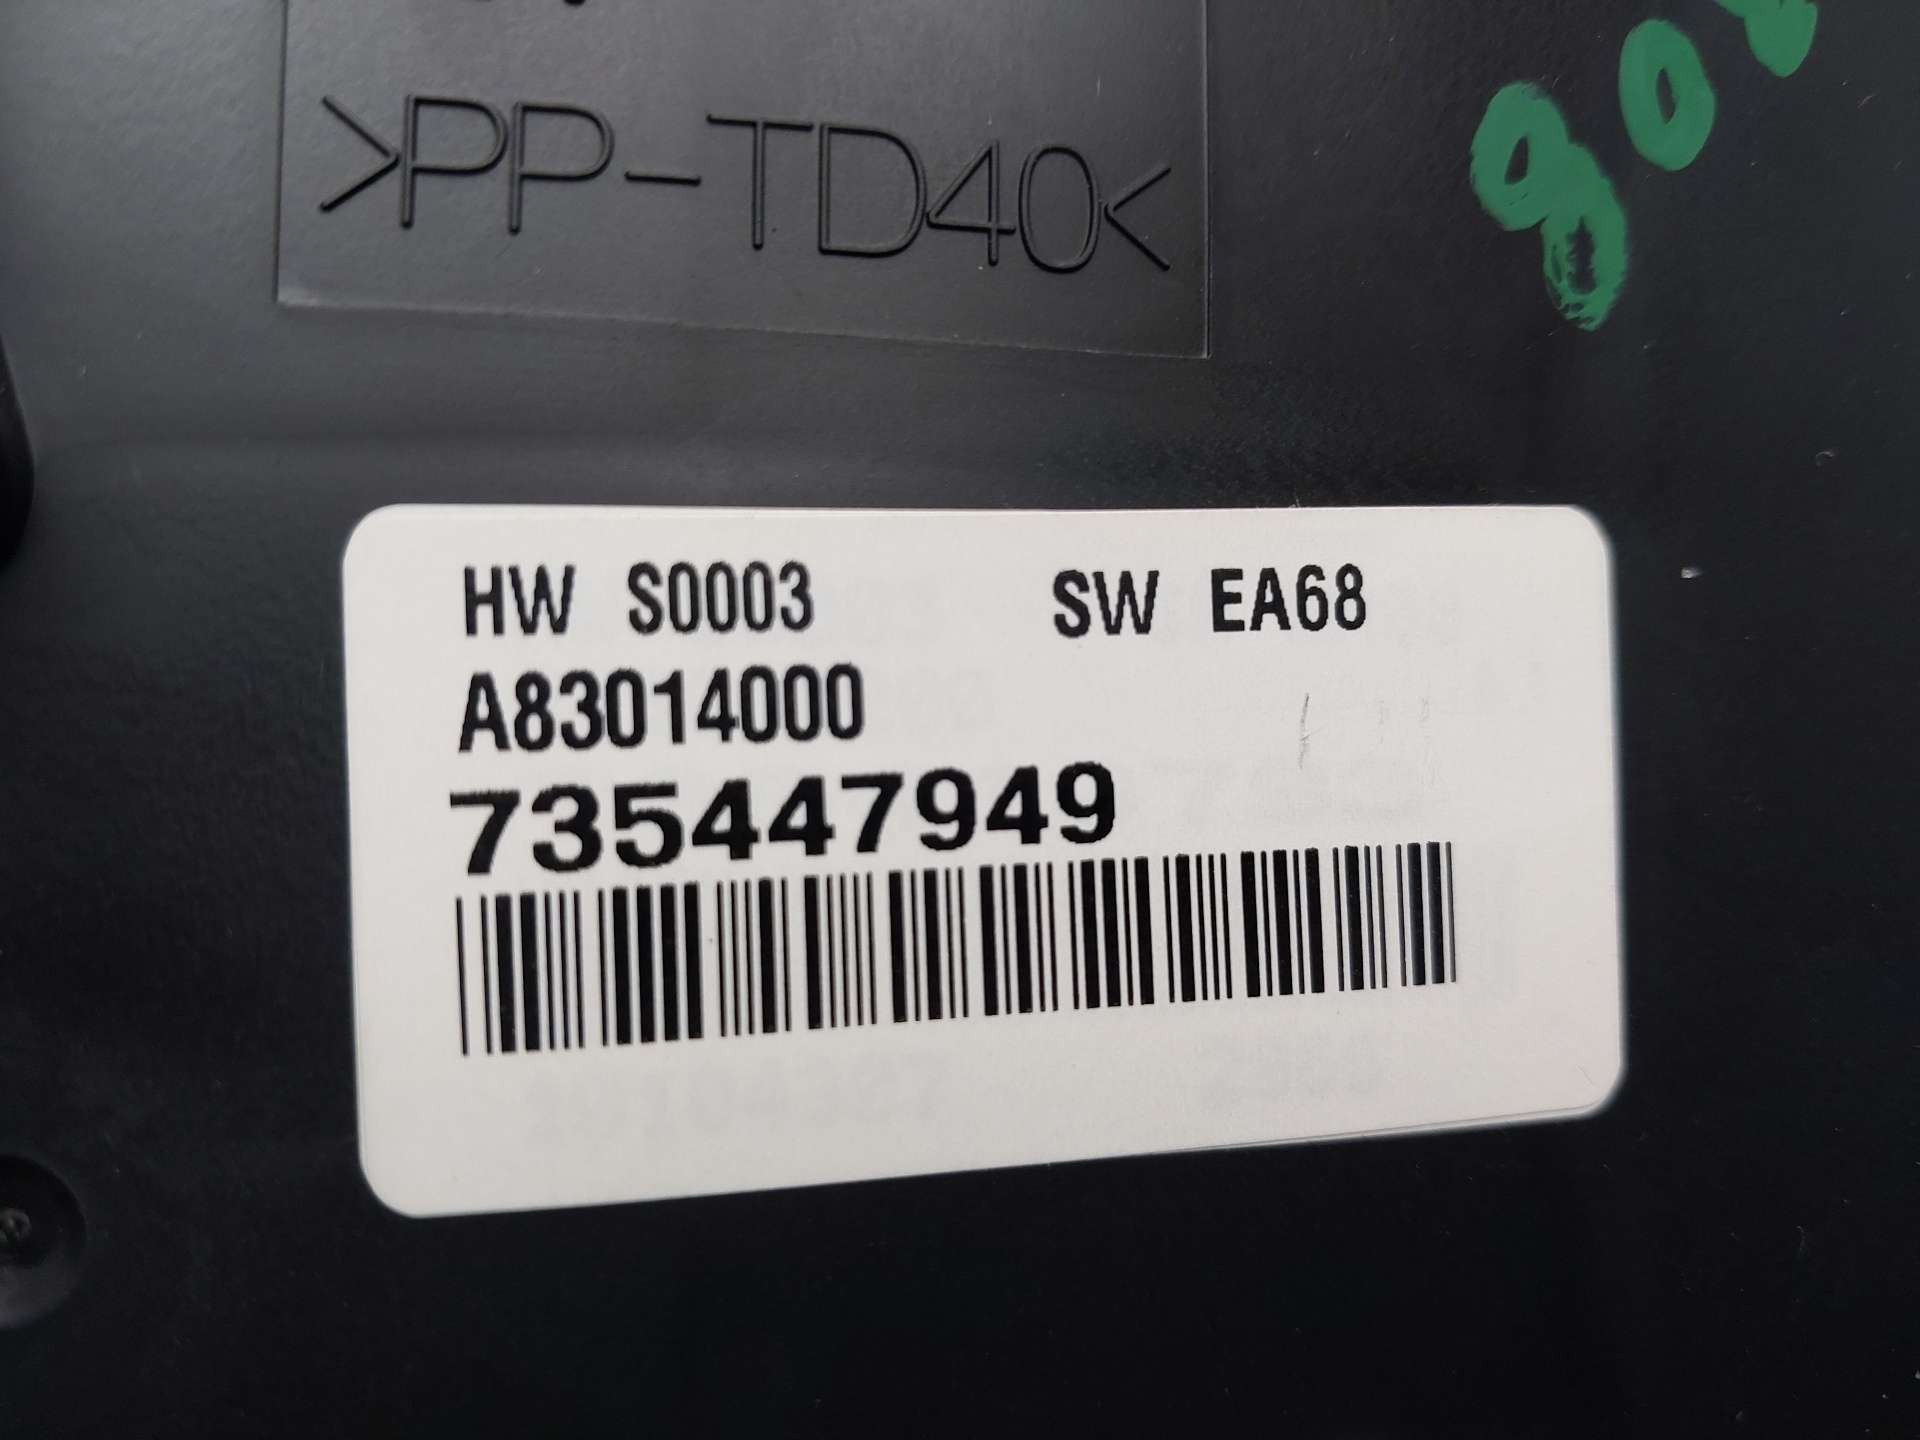 >PP-TD40<
HW S0003 SW EA68
A83014000
735447949